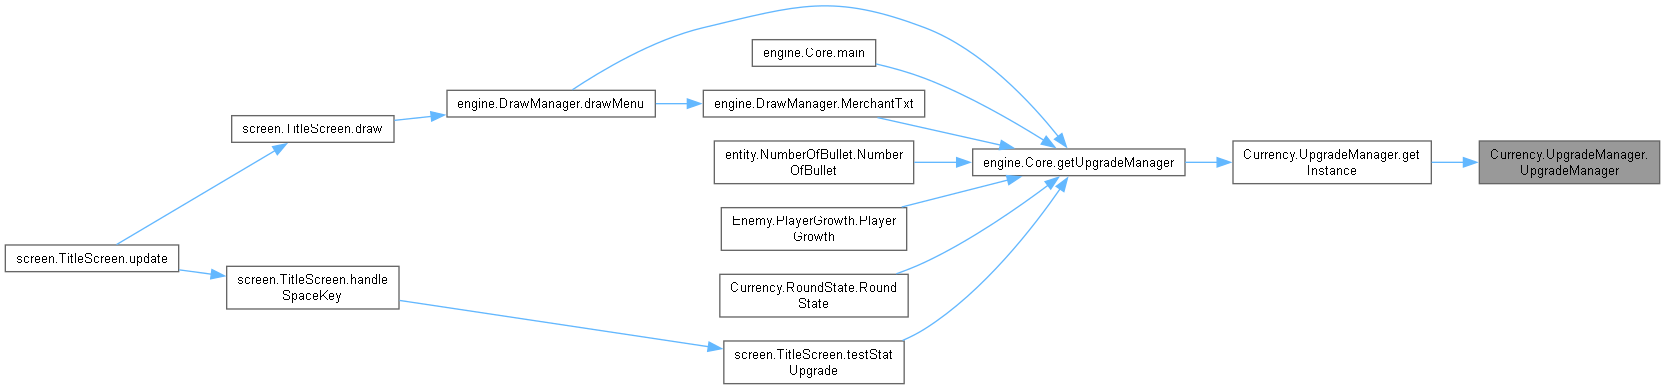 engine.Core.main
engine.DrawManager.drawMenu
engine.DrawManager.MerchantTxt
screen.TitleScreen.draw
entity.NumberOfBullet.Number
OfBullet
engine.Core.getUpgradeManager
Currency.UpgradeManager.get
Instance
Currency.UpgradeManager.
UpgradeManager
Enemy.PlayerGrowth.Player
Growth
screen.TitleScreen.update
screen.TitleScreen.handle
SpaceKey
Currency.RoundState.Round
State
screen.TitleScreen.testStat
Upgrade